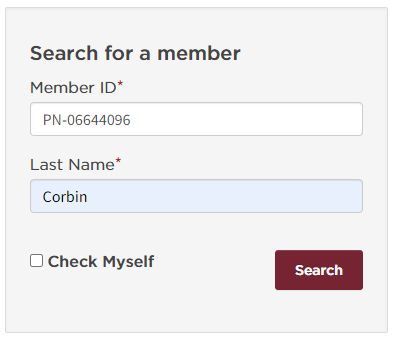 Search for a member
Member ID*
PN-06644096
Last Name*
Corbin
Check Myself
Search